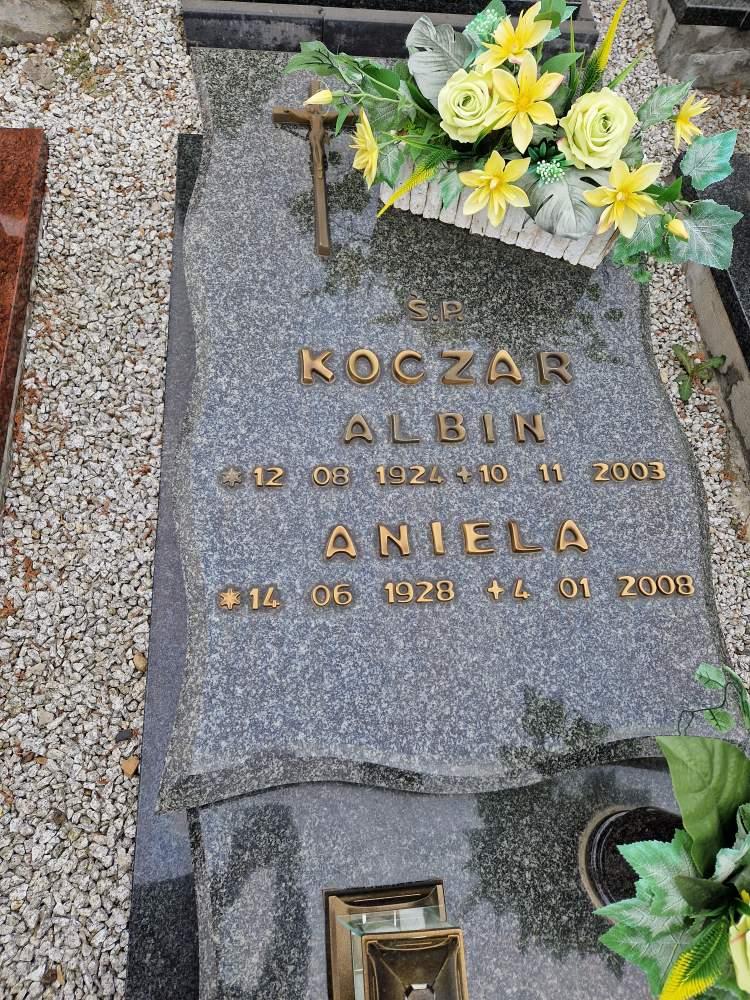 Ś.P.
KOCZAR
ALBIN
* 12 08 1924 + 10 11 2003
ANIELA
* 14 06 1928 + 4 01 2008